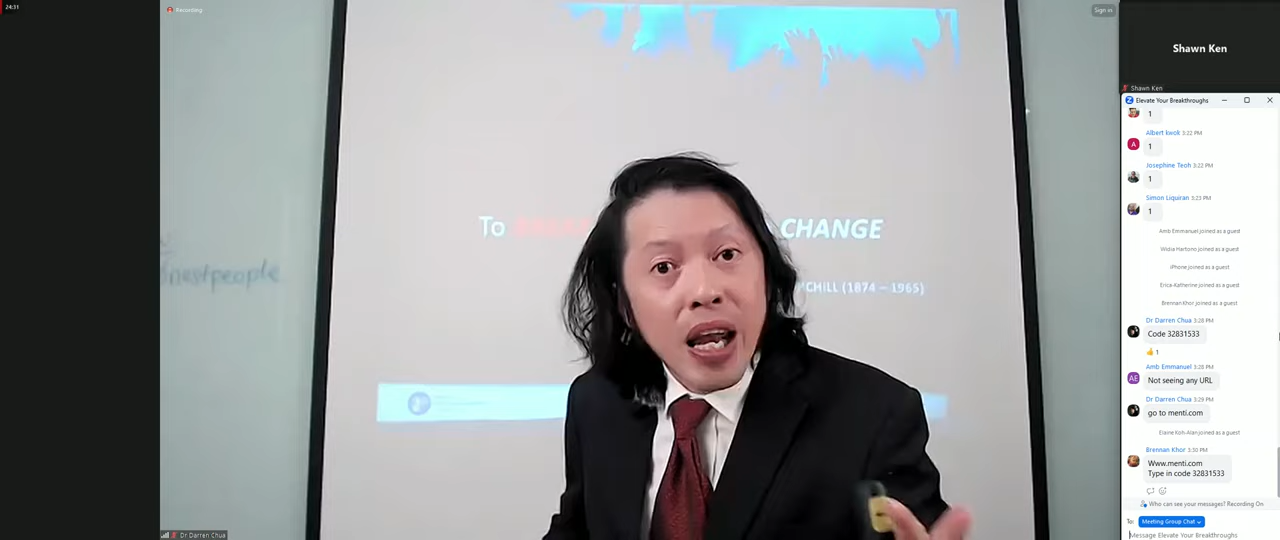 24:31
Recording
Sign in
Shawn Ken
Shawn Ken
Elevate Your Breakthroughs
1
Albert kwok 3:22 PM
A
1
Josephine Teoh 3:22 PM
1
Simon Liquiran 3:23 PM
1
Amb Emmanuel joined as a guest
Widia Hartono joined as a guest
iPhone joined as a guest
Erica-Katherine joined as a guest
Brennan Khor joined as a guest
Dr Darren Chua 3:28 PM
Code 32831533
1
Amb Emmanuel 3:28 PM
AE
Not seeing any URL
Dr Darren Chua 3:29 PM
go to menti.com
Elaine Koh-Alan joined as a guest
Brennan Khor 3:30 PM
Www.menti.com
Type in code 32831533
Who can see your messages? Recording On
To: Meeting Group Chat
Message Elevate Your Breakthroughs
To CHANGE
CHILL (1874 – 1965)
nestpeople
Dr Darren Chua